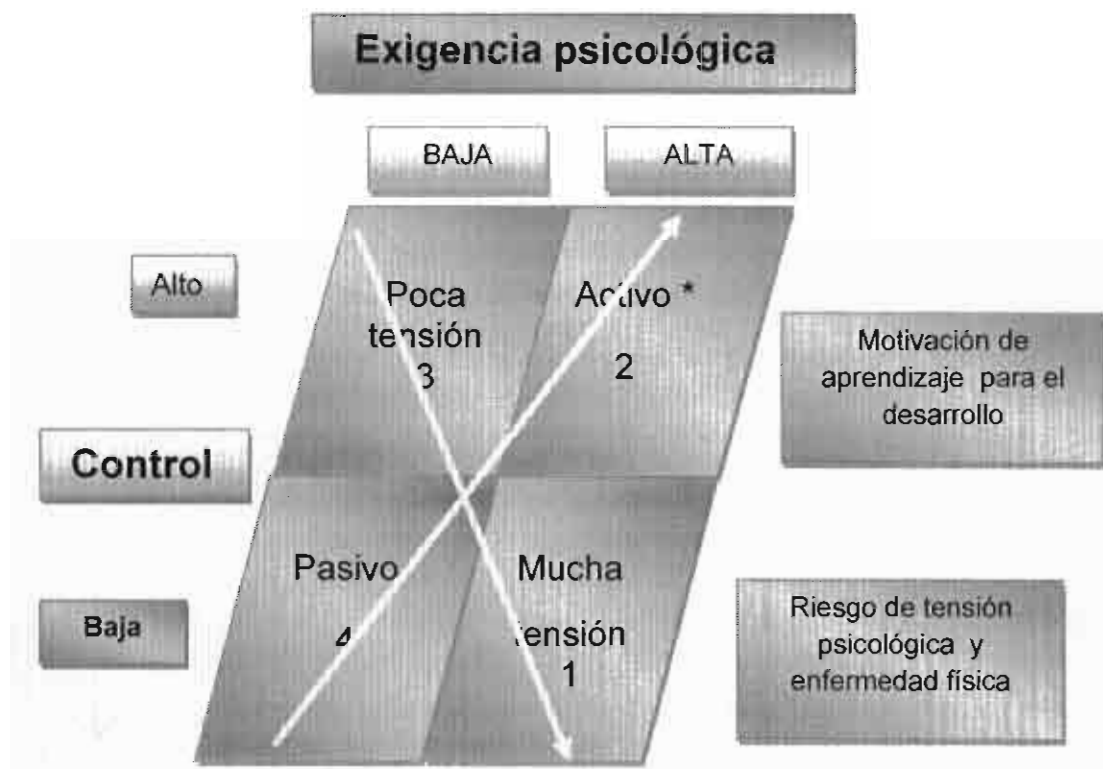 Exigencia psicológica
BAJA
ALTA
Alto
Poca
tensión
3
Activo *
2
Motivación de
aprendizaje para el
desarrollo
Control
Pasivo
4
Mucha
tensión
1
Baja
Riesgo de tensión
psicológica y
enfermedad física